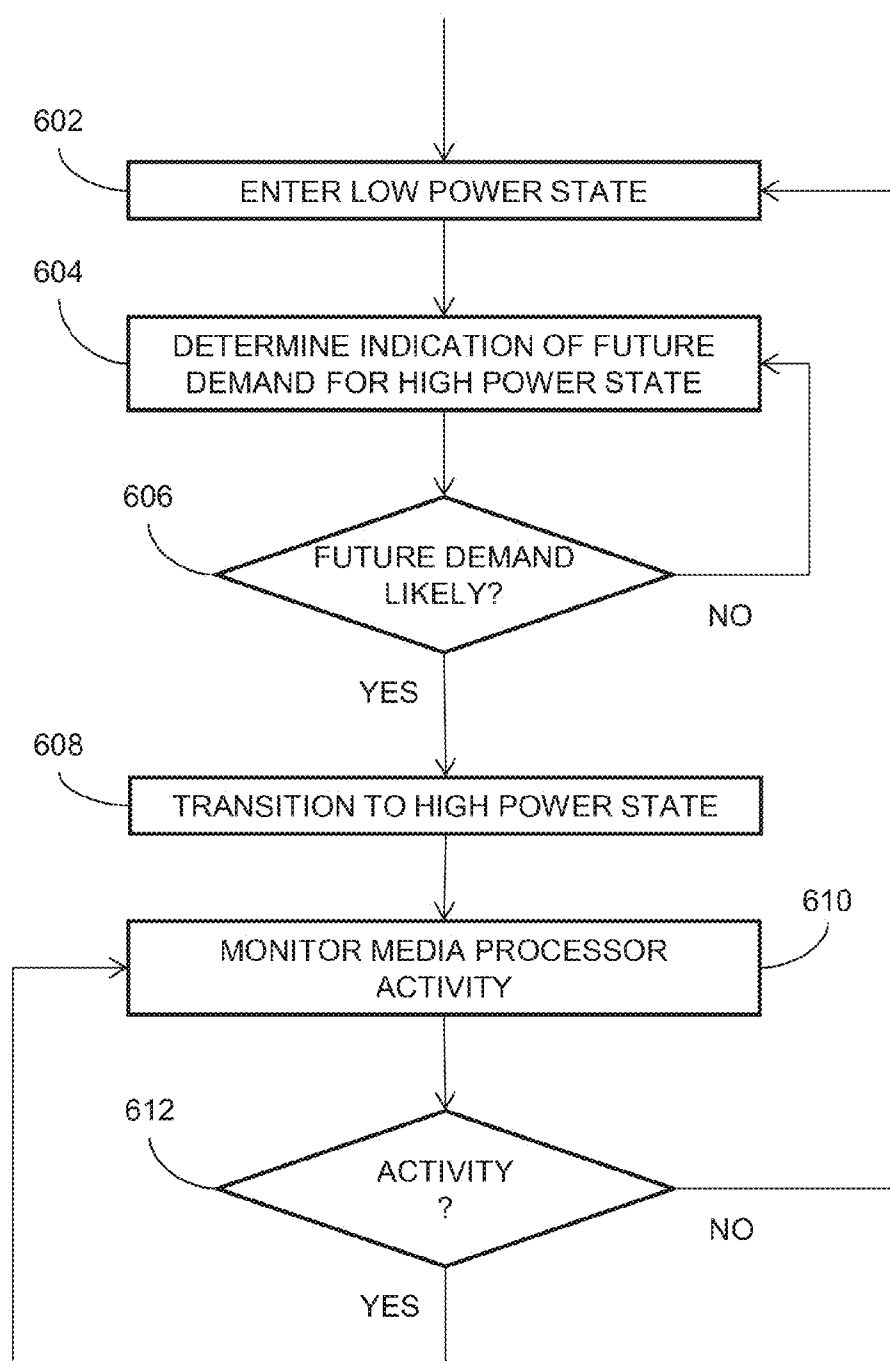 602
ENTER LOW POWER STATE
604
DETERMINE INDICATION OF FUTURE
DEMAND FOR HIGH POWER STATE
606
FUTURE DEMAND
LIKELY?
NO
YES
608
TRANSITION TO HIGH POWER STATE
610
MONITOR MEDIA PROCESSOR
ACTIVITY
612
ACTIVITY
?
NO
YES